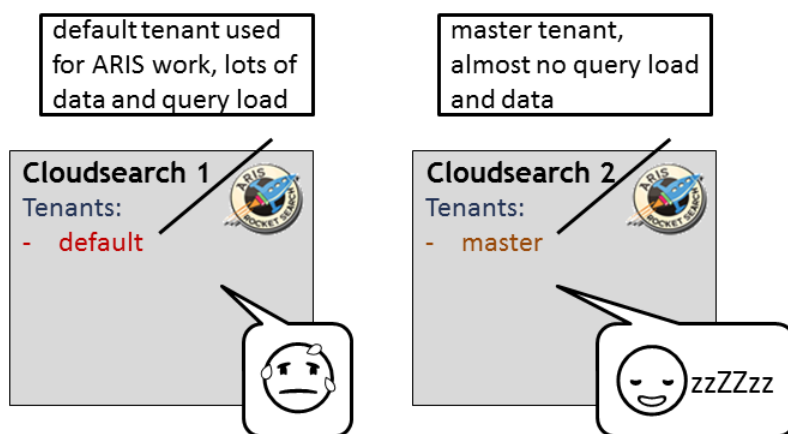 default tenant used
for ARIS work, lots of
data and query load
master tenant,
almost no query load
and data
Cloudsearch 1
Tenants:
- default
ARIS
ROCKET SEARCH
Cloudsearch 2
Tenants:
- master
ARIS
ROCKET SEARCH
zzZZzz